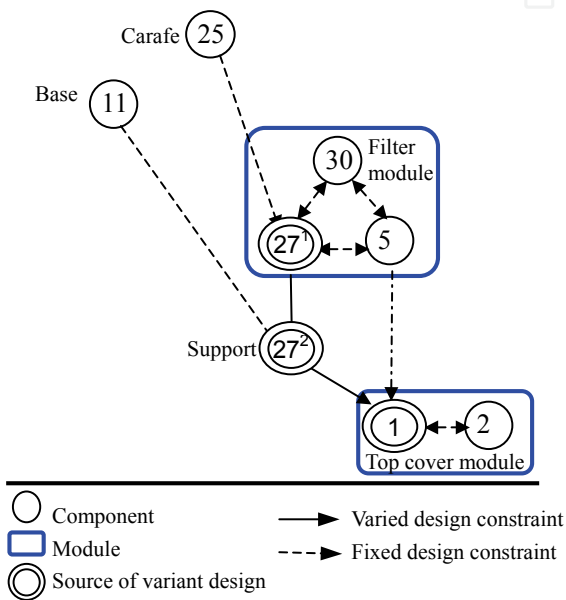 Carafe 25
Base 11
30 Filter
module
27¹ 5
Support 27²
1 2
Top cover module
Component
Module
Source of variant design
Varied design constraint
Fixed design constraint